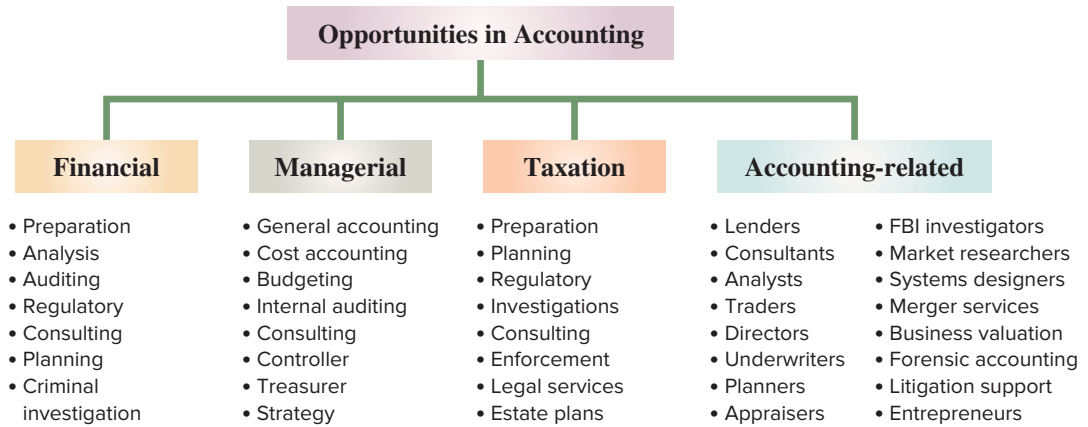 Opportunities in Accounting
Financial
• Preparation
• Analysis
• Auditing
• Regulatory
• Consulting
• Planning
• Criminal
investigation
Managerial
• General accounting
• Cost accounting
• Budgeting
• Internal auditing
• Consulting
• Controller
• Treasurer
• Strategy
Taxation
• Preparation
• Planning
• Regulatory
• Investigations
• Consulting
• Enforcement
• Legal services
• Estate plans
Accounting-related
• Lenders
• Consultants
• Analysts
• Traders
• Directors
• Underwriters
• Planners
• Appraisers
• FBI investigators
• Market researchers
• Systems designers
• Merger services
• Business valuation
• Forensic accounting
• Litigation support
• Entrepreneurs